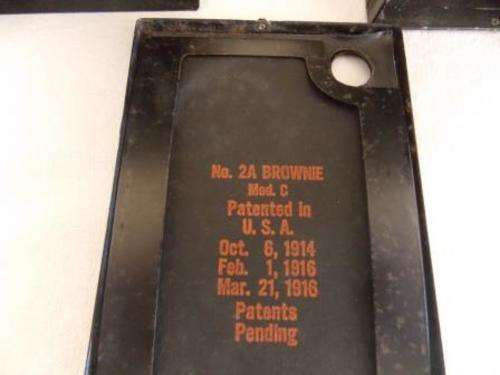 No. 2A BROWNIE
Mod. C
Patented in
U. S. A.
Oct. 6, 1914
Feb. 1, 1916
Mar. 21, 1916
Patents
Pending